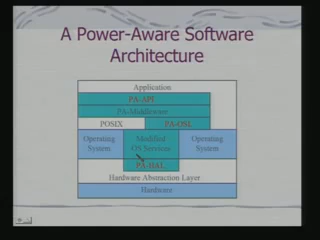 A Power-Aware Software
Architecture
Application
PA-API
PA-Middleware
POSIX PA-OSL
Operating System
Modified OS Services
Operating System
PA-HAL
Hardware Abstraction Layer
Hardware